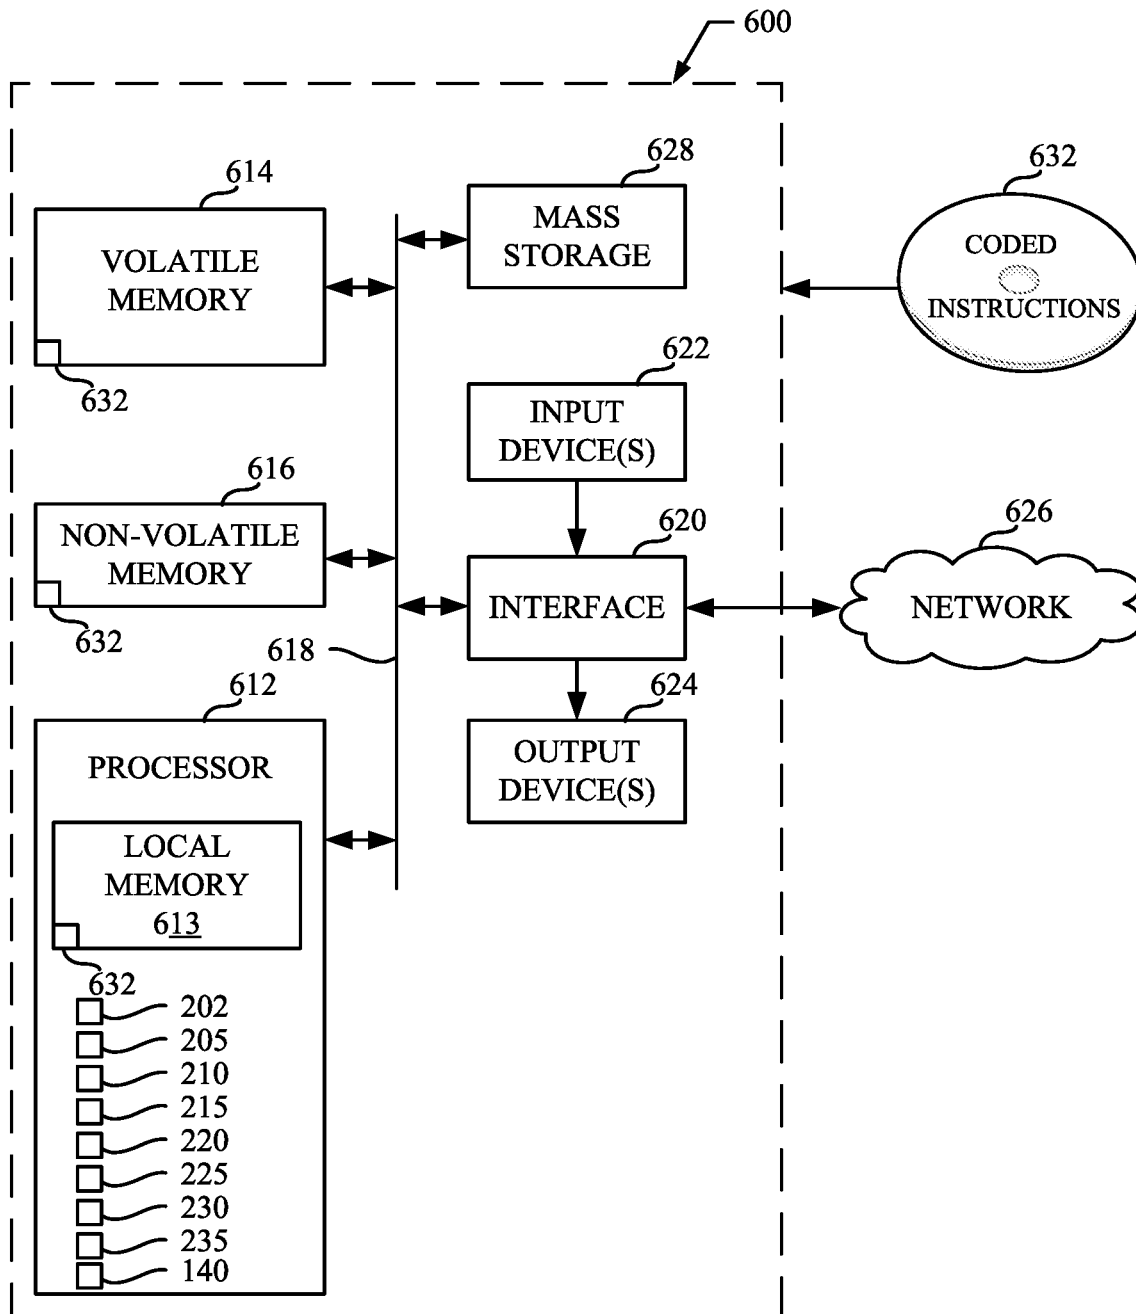 600
614
VOLATILE
MEMORY
632
628
MASS
STORAGE
632
CODED
INSTRUCTIONS
622
INPUT
DEVICE(S)
616
NON-VOLATILE
MEMORY
632
620
INTERFACE
626
NETWORK
618
612
PROCESSOR
LOCAL
MEMORY
613
632
624
OUTPUT
DEVICE(S)
202
205
210
215
220
225
230
235
140